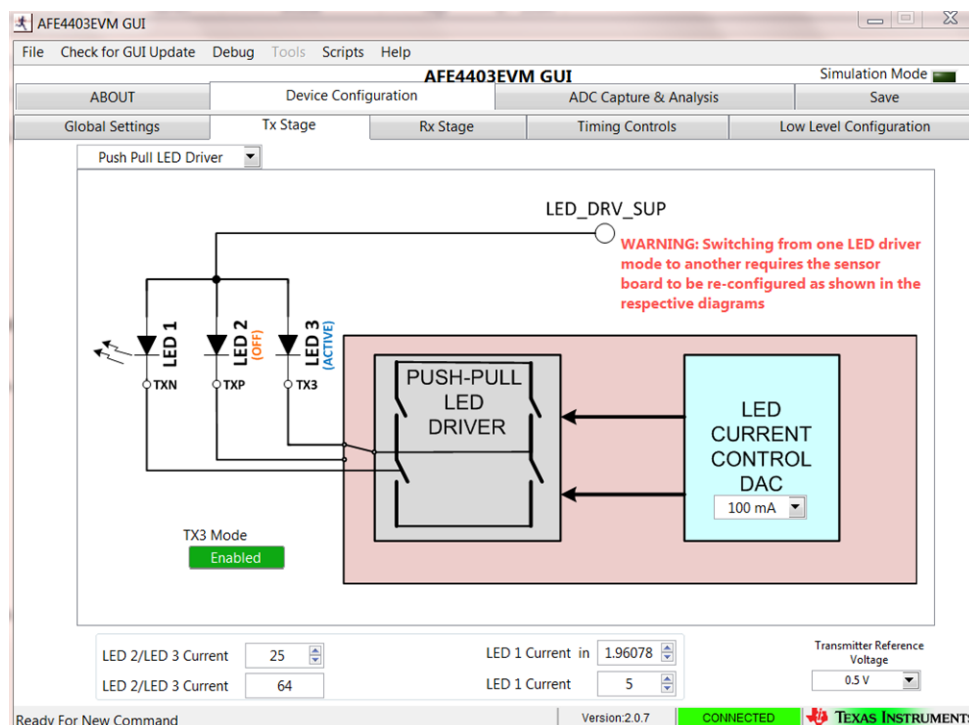 AFE4403EVM GUI
File Check for GUI Update Debug Tools Scripts Help
AFE4403EVM GUI
Simulation Mode
ABOUT Device Configuration ADC Capture & Analysis Save
Global Settings Tx Stage Rx Stage Timing Controls Low Level Configuration
Push Pull LED Driver
LED_DRV_SUP
WARNING: Switching from one LED driver
mode to another requires the sensor
board to be re-configured as shown in the
respective diagrams
LED 1
LED 2
(OFF)
LED 3
(ACTIVE)
TXN TXP TX3
PUSH-PULL
LED
DRIVER
LED
CURRENT
CONTROL
DAC
100 mA
TX3 Mode
Enabled
LED 2/LED 3 Current 25
LED 2/LED 3 Current 64
LED 1 Current in 1.96078
LED 1 Current 5
Transmitter Reference
Voltage
0.5 V
Ready For New Command
Version:2.0.7
CONNECTED
TEXAS INSTRUMENTS